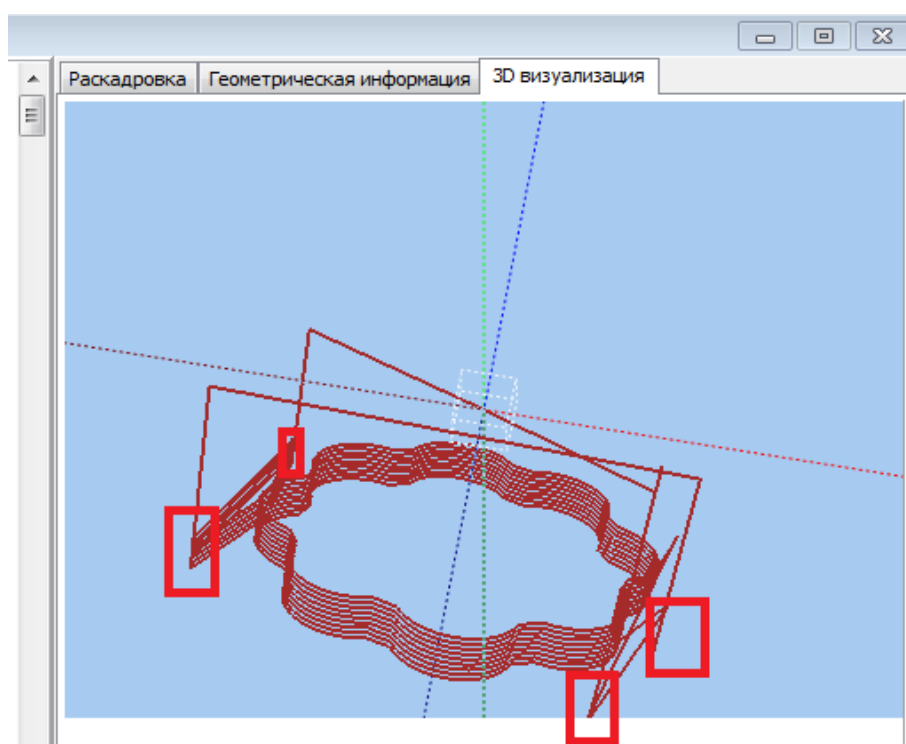 Раскадровка Геометрическая информация 3D визуализация